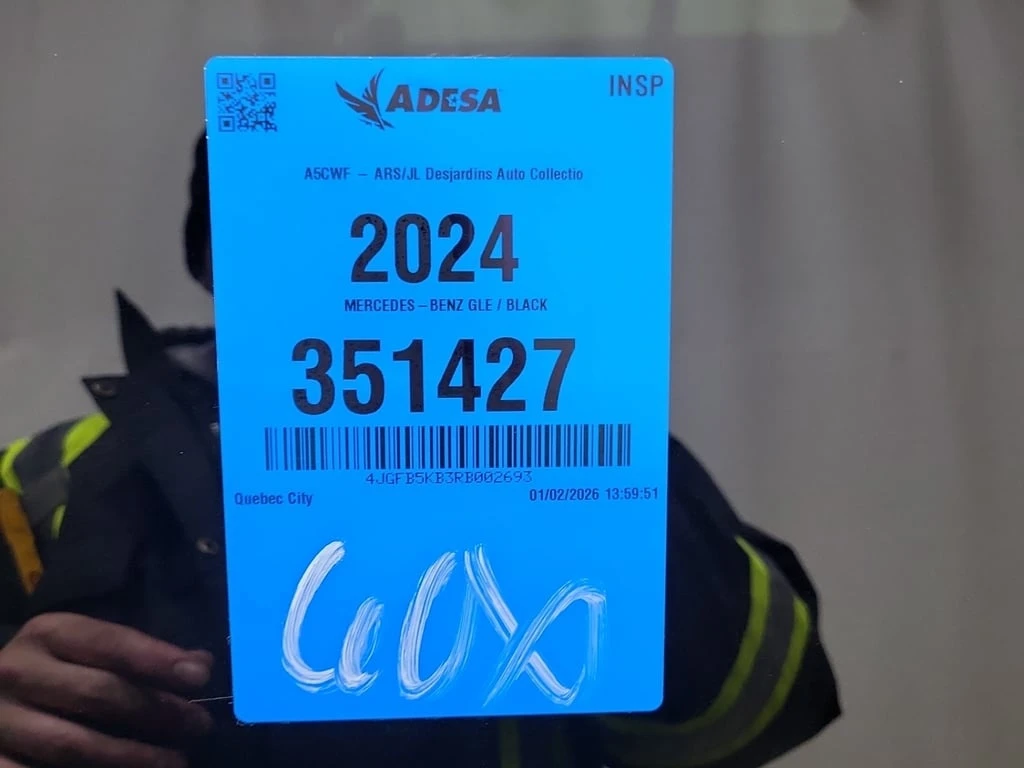 ADESA
INSP
A5CWF – ARS/JL Desjardins Auto Collectio
2024
MERCEDES–BENZ GLE / BLACK
351427
4JGFB5KB3RB002693
Quebec City
01/02/2026 13:59:51